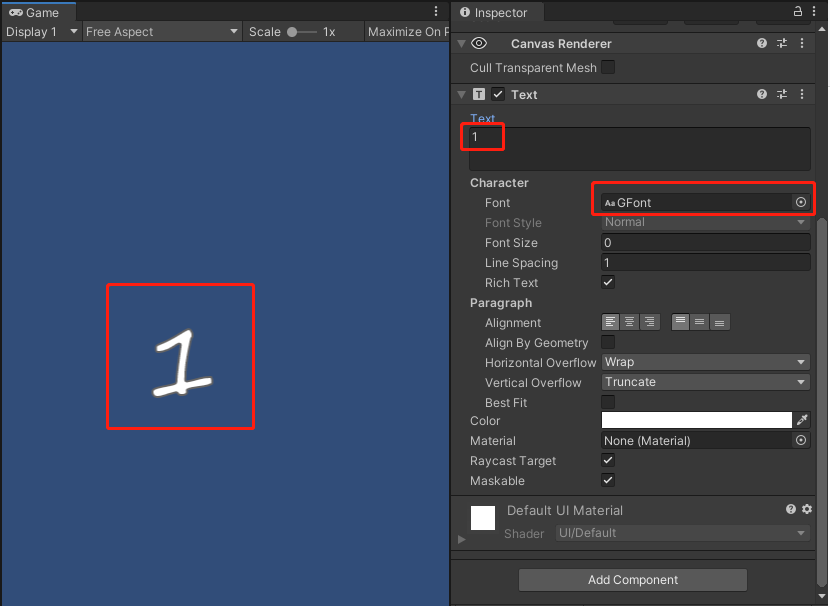 Game
Display 1 Free Aspect Scale 1x Maximize On P
1
Inspector
Canvas Renderer
Cull Transparent Mesh
T Text
Text
1
Character
Font Aa GFont
Font Style Normal
Font Size 0
Line Spacing 1
Rich Text
Paragraph
Alignment
Align By Geometry
Horizontal Overflow Wrap
Vertical Overflow Truncate
Best Fit
Color
Material None (Material)
Raycast Target
Maskable
Default UI Material
Shader UI/Default
Add Component